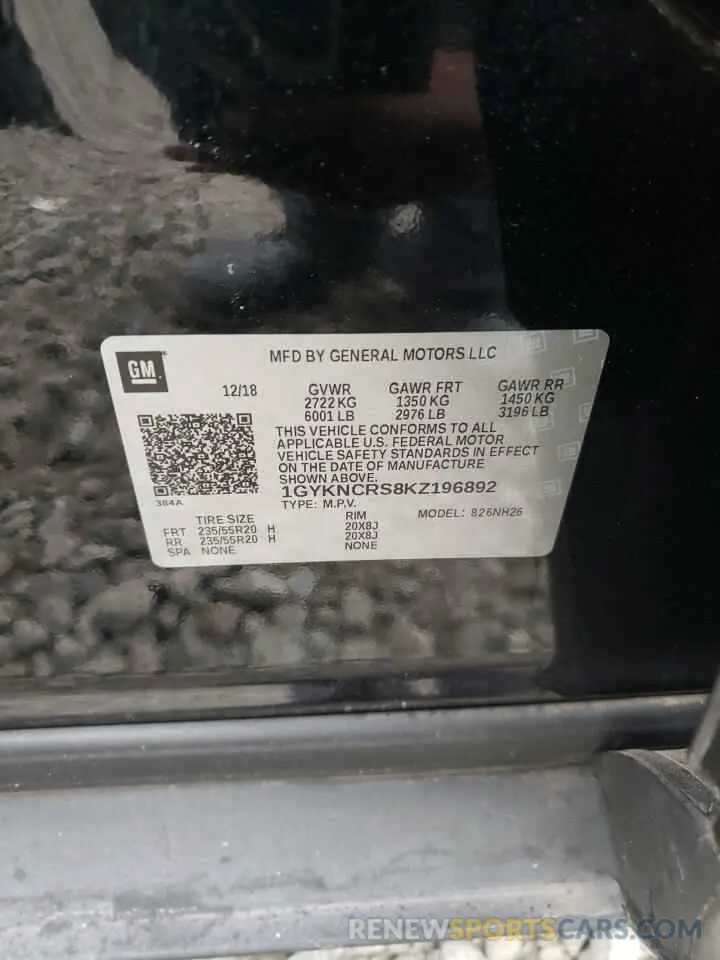 GM
MFD BY GENERAL MOTORS LLC
12/18 GVWR GAWR FRT GAWR RR
2722 KG 1350 KG 1450 KG
6001 LB 2976 LB 3196 LB
THIS VEHICLE CONFORMS TO ALL
APPLICABLE U.S. FEDERAL MOTOR
VEHICLE SAFETY STANDARDS IN EFFECT
ON THE DATE OF MANUFACTURE
SHOWN ABOVE.
384A
1GYKNCRS8KZ196892
TYPE: M.P.V. MODEL: 826NH26
TIRE SIZE RIM
FRT 235/55R20 H 20X8J
RR 235/55R20 H 20X8J
SPA NONE NONE
RENEWSPORTSCARS.COM